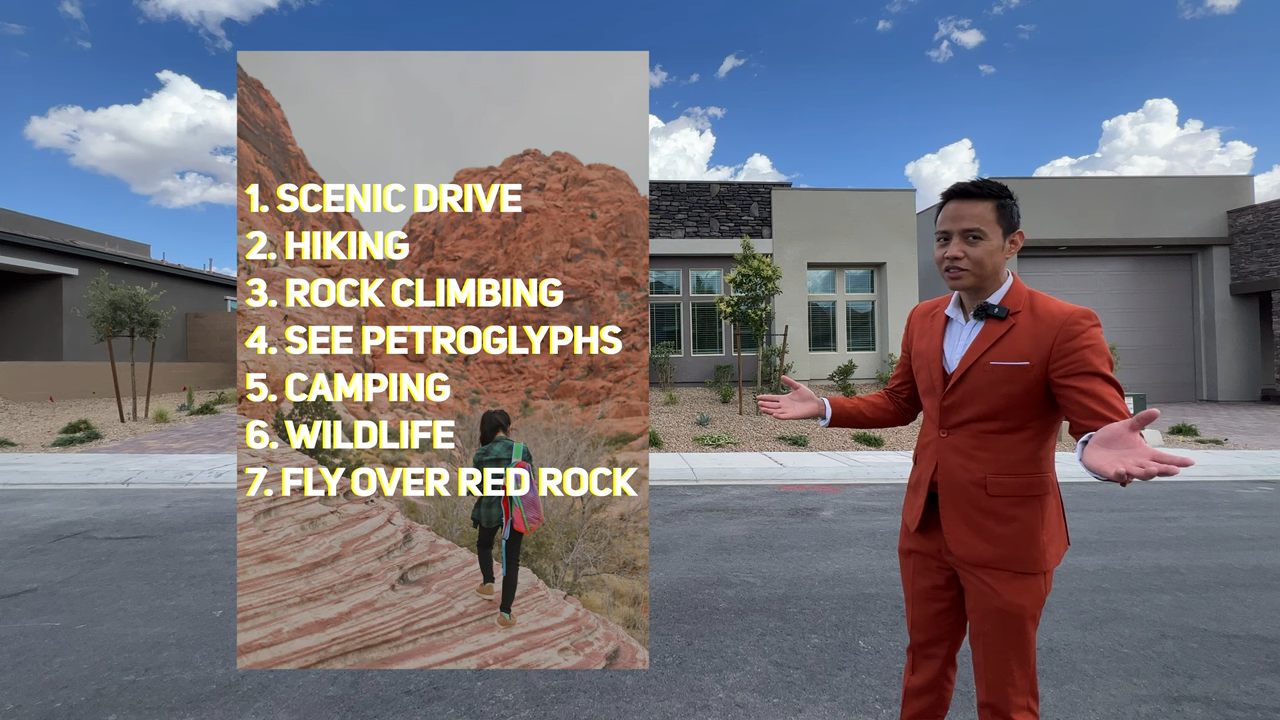 1. SCENIC DRIVE
2. HIKING
3. ROCK CLIMBING
4. SEE PETROGLYPHS
5. CAMPING
6. WILDLIFE
7. FLY OVER RED ROCK